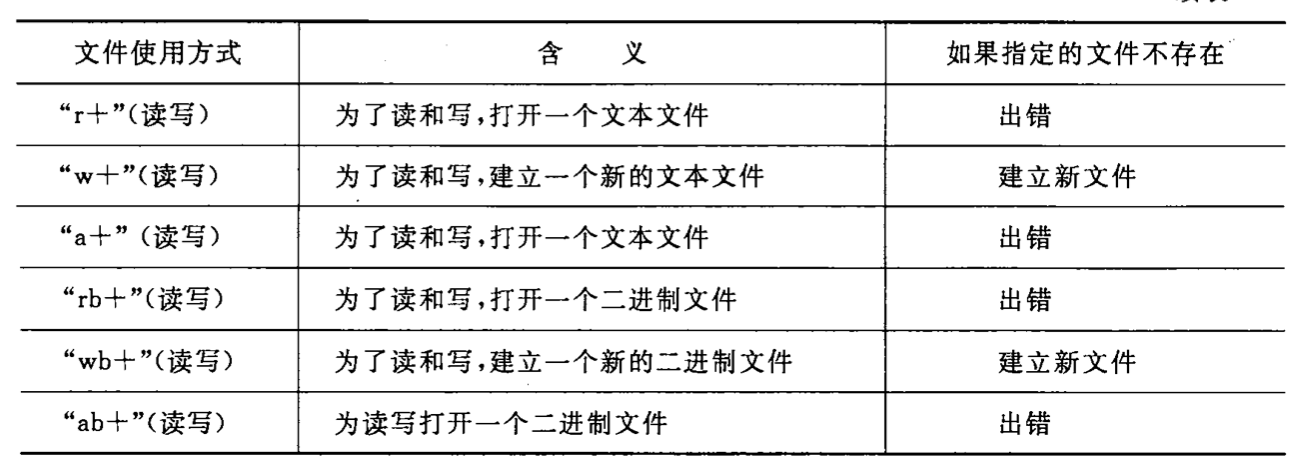 文件使用方式 含 义 如果指定的文件不存在
“r+”(读写) 为了读和写,打开一个文本文件 出错
“w+”(读写) 为了读和写,建立一个新的文本文件 建立新文件
“a+” (读写) 为了读和写,打开一个文本文件 出错
“rb+”(读写) 为了读和写,打开一个二进制文件 出错
“wb+”(读写) 为了读和写,建立一个新的二进制文件 建立新文件
“ab+”(读写) 为读写打开一个二进制文件 出错